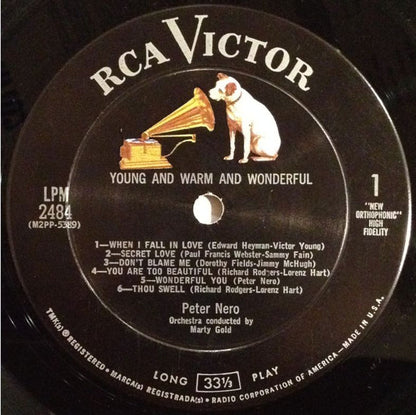 RCA VICTOR
YOUNG AND WARM AND WONDERFUL
LPM
2484
(M2PP-5389)
1
"NEW
ORTHOPHONIC"
HIGH
FIDELITY
1—WHEN I FALL IN LOVE (Edward Heyman-Victor Young)
2—SECRET LOVE (Paul Francis Webster-Sammy Fain)
3—DON'T BLAME ME (Dorothy Fields-Jimmy McHugh)
4—YOU ARE TOO BEAUTIFUL (Richard Rodgers-Lorenz Hart)
5—WONDERFUL YOU (Peter Nero)
6—THOU SWELL (Richard Rodgers-Lorenz Hart)
Peter Nero
Orchestra conducted by
Marty Gold
LONG 33⅓ PLAY
TMK(s) ® REGISTERED • MARCA(s) REGISTRADA(s) • RADIO CORPORATION OF AMERICA—MADE IN U.S.A.